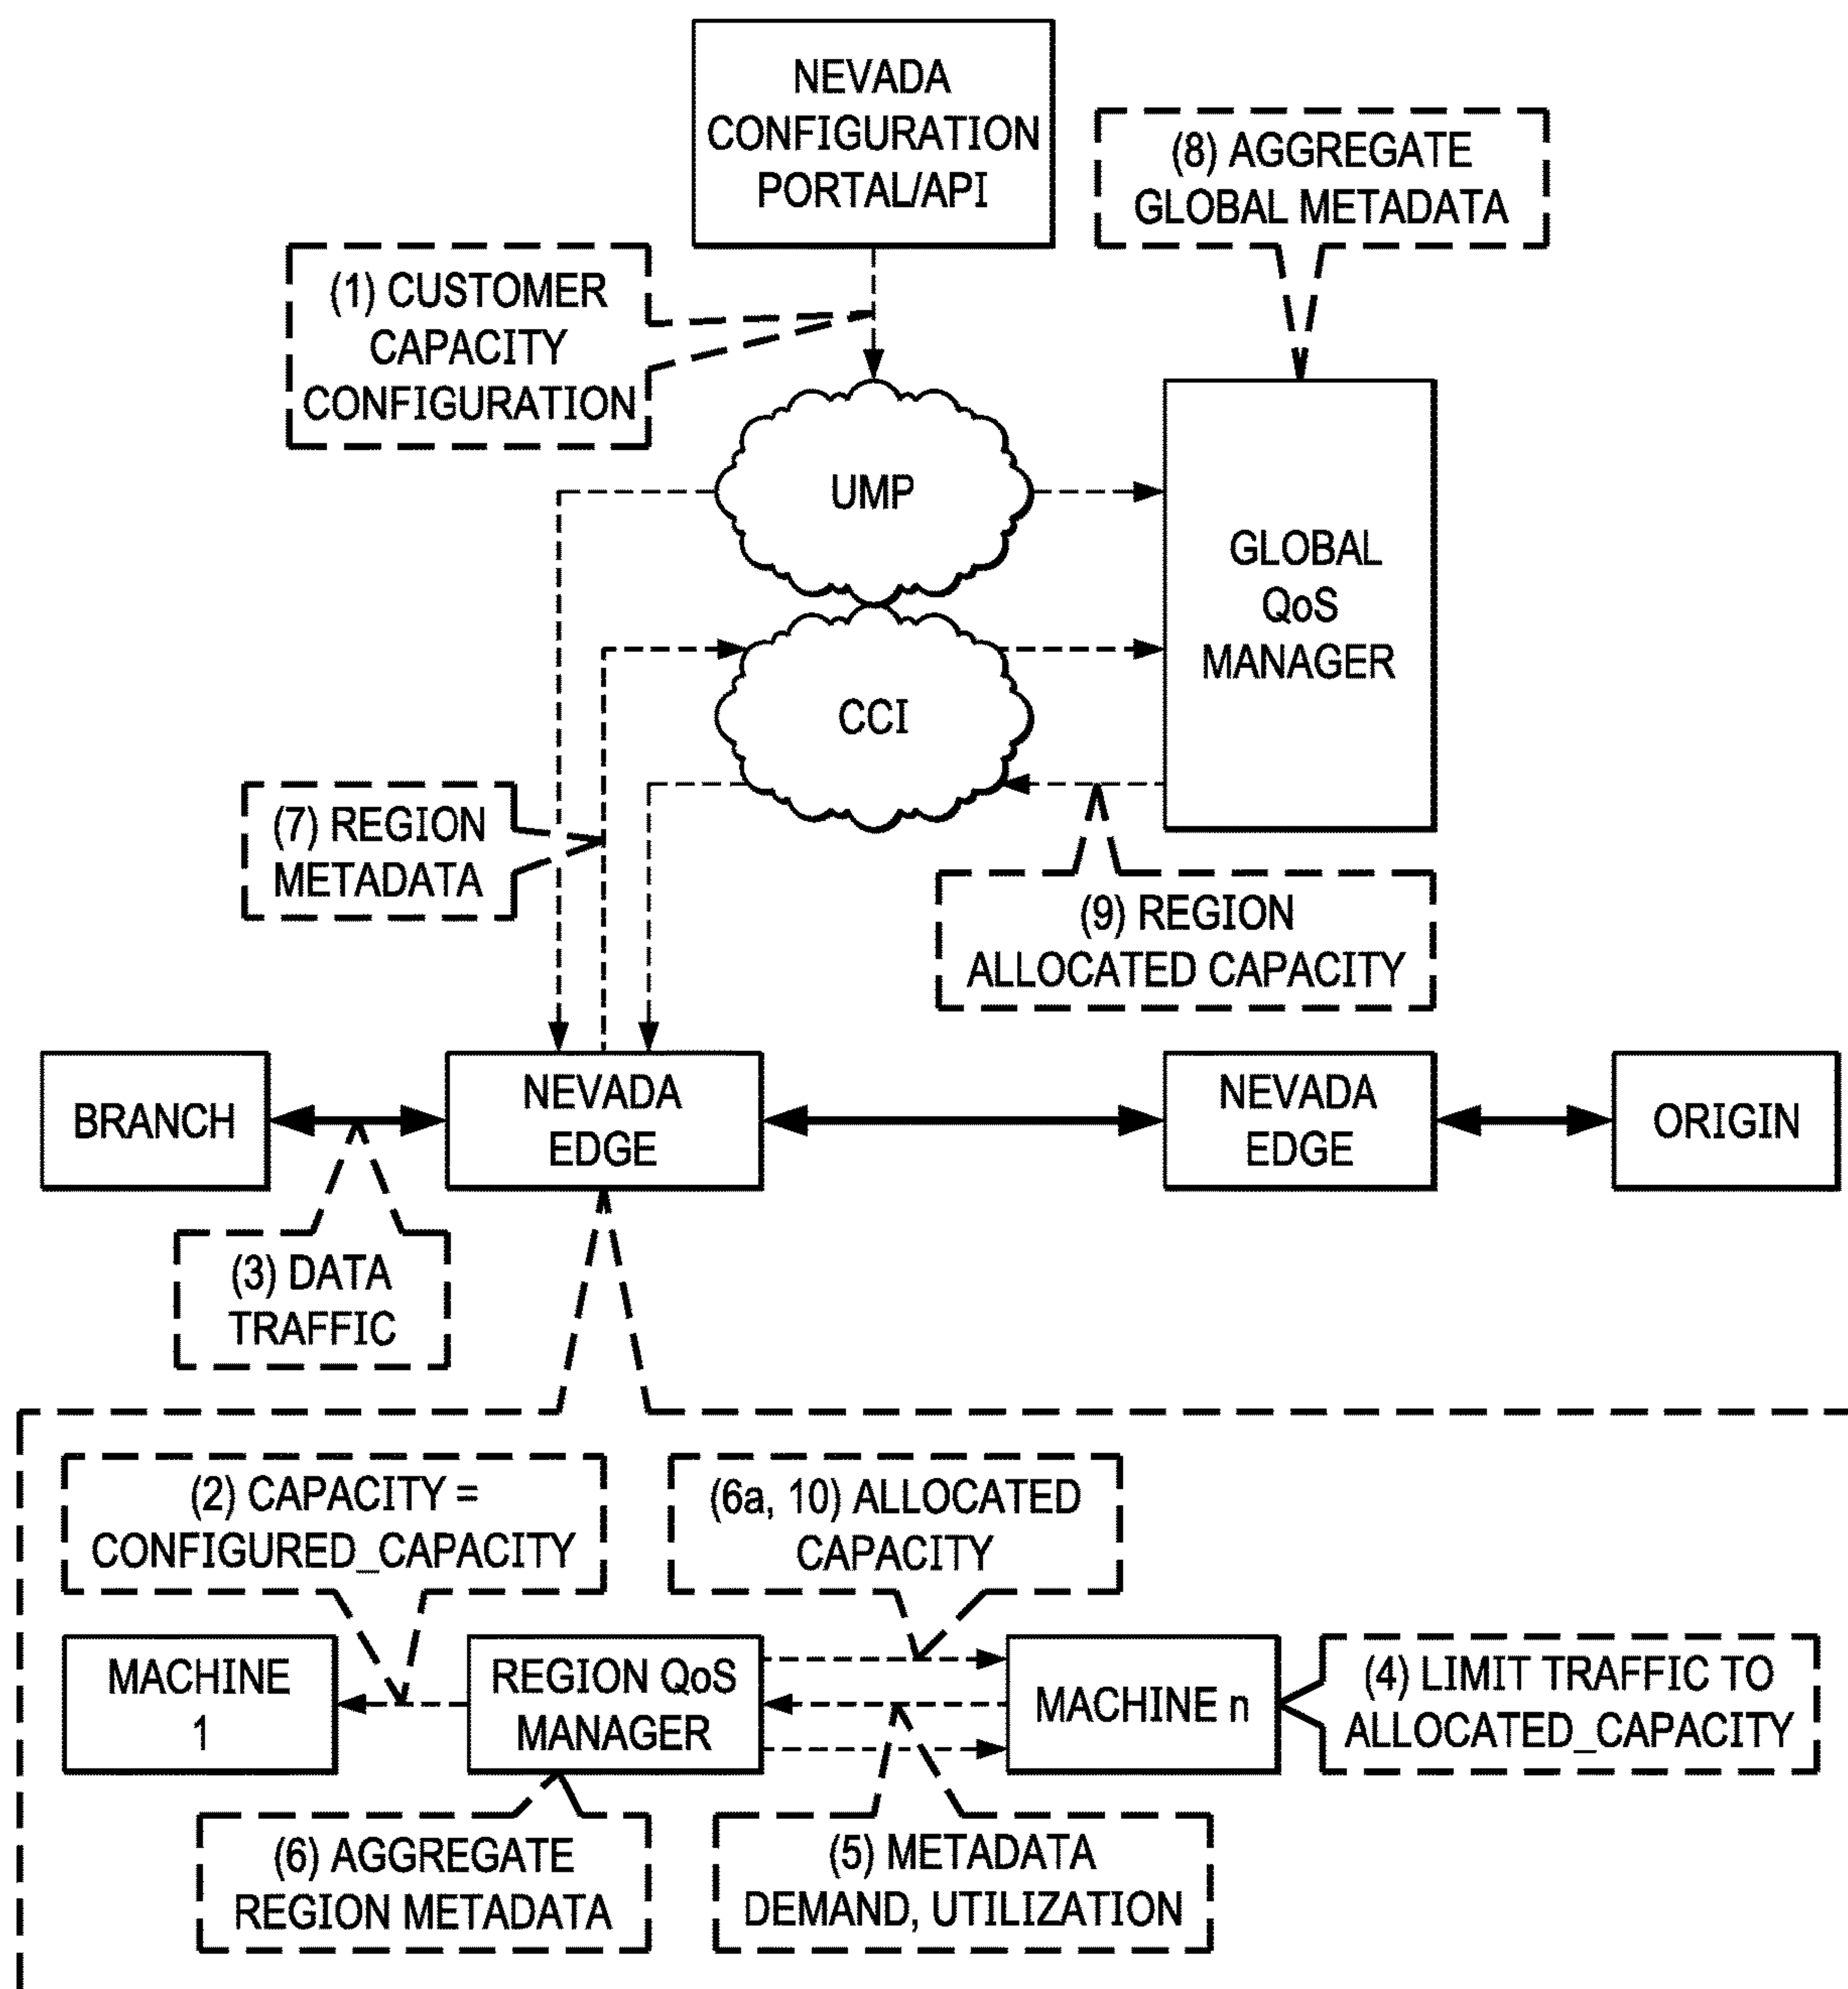 NEVADA
CONFIGURATION
PORTAL/API
(8) AGGREGATE
GLOBAL METADATA
(1) CUSTOMER
CAPACITY
CONFIGURATION
UMP
GLOBAL
QoS
MANAGER
CCI
(7) REGION
METADATA
(9) REGION
ALLOCATED CAPACITY
BRANCH
NEVADA
EDGE
NEVADA
EDGE
ORIGIN
(3) DATA
TRAFFIC
(2) CAPACITY =
CONFIGURED_CAPACITY
(6a, 10) ALLOCATED
CAPACITY
MACHINE
1
REGION QoS
MANAGER
MACHINE n
(4) LIMIT TRAFFIC TO
ALLOCATED_CAPACITY
(6) AGGREGATE
REGION METADATA
(5) METADATA
DEMAND, UTILIZATION